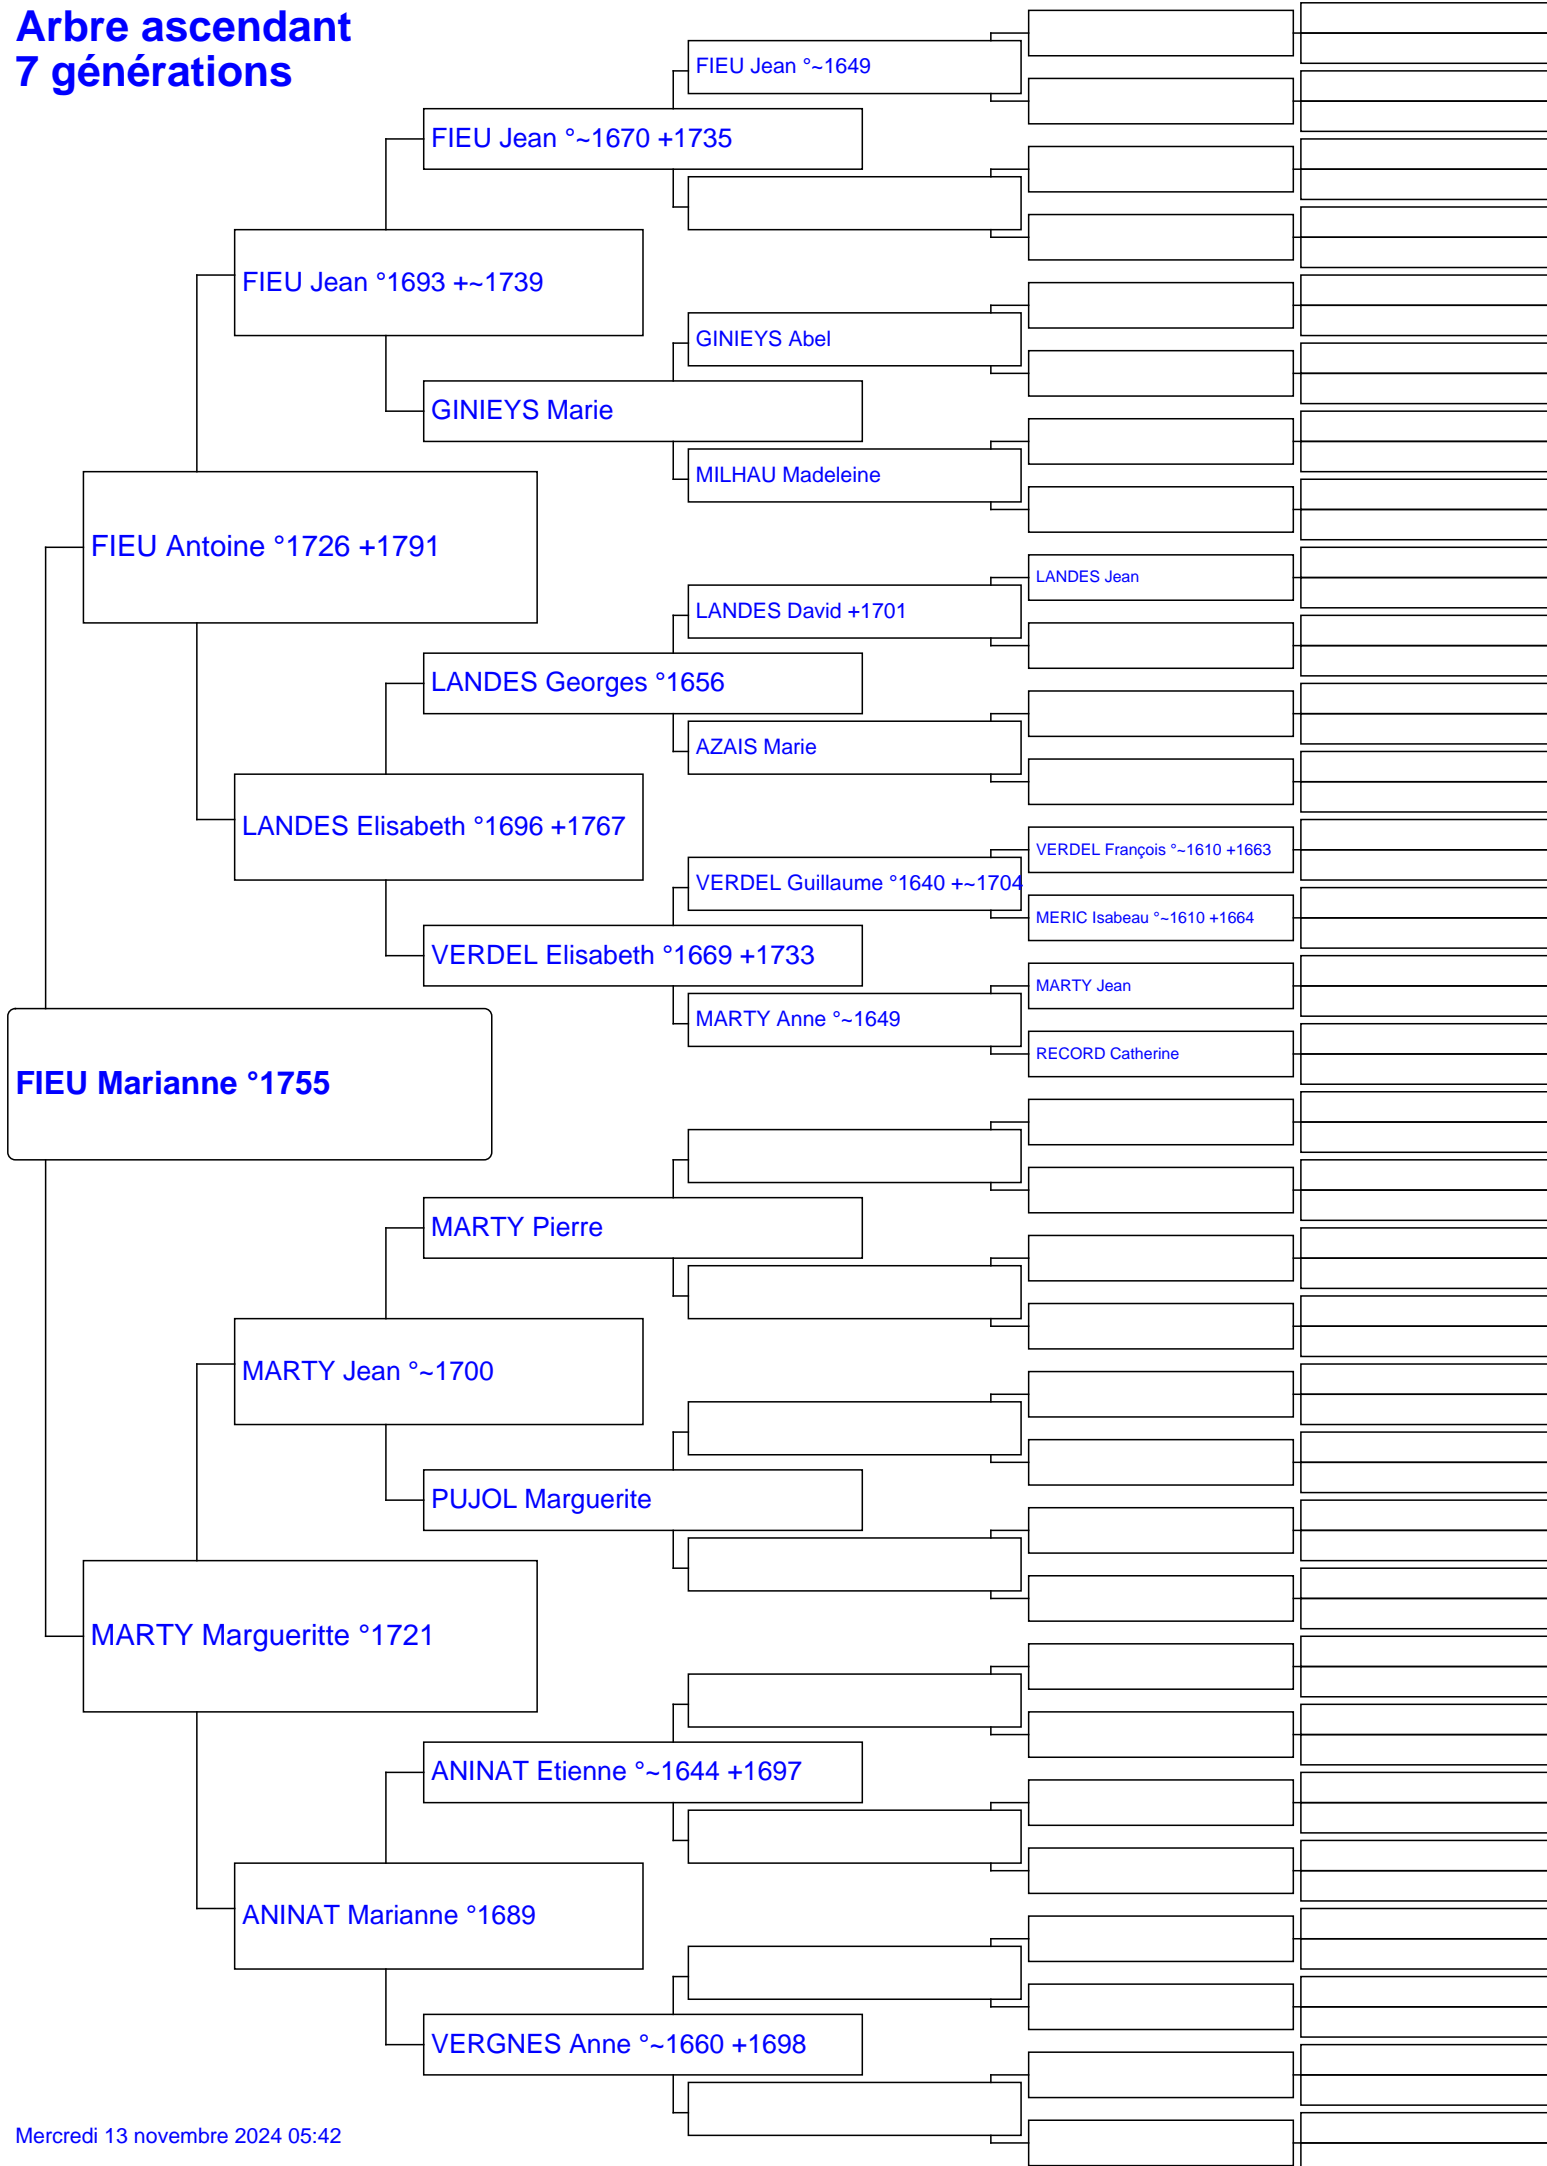 Arbre ascendant
7 générations
FIEU Jean °~1649
FIEU Jean °~1670 +1735
FIEU Jean °1693 +~1739
GINIEYS Abel
GINIEYS Marie
MILHAU Madeleine
FIEU Antoine °1726 +1791
LANDES Jean
LANDES David +1701
LANDES Georges °1656
AZAIS Marie
LANDES Elisabeth °1696 +1767
VERDEL François °~1610 +1663
VERDEL Guillaume °1640 +~1704
MERIC Isabeau °~1610 +1664
VERDEL Elisabeth °1669 +1733
MARTY Jean
MARTY Anne °~1649
RECORD Catherine
FIEU Marianne °1755
MARTY Pierre
MARTY Jean °~1700
PUJOL Marguerite
MARTY Margueritte °1721
ANINAT Etienne °~1644 +1697
ANINAT Marianne °1689
VERGNES Anne °~1660 +1698
Mercredi 13 novembre 2024 05:42